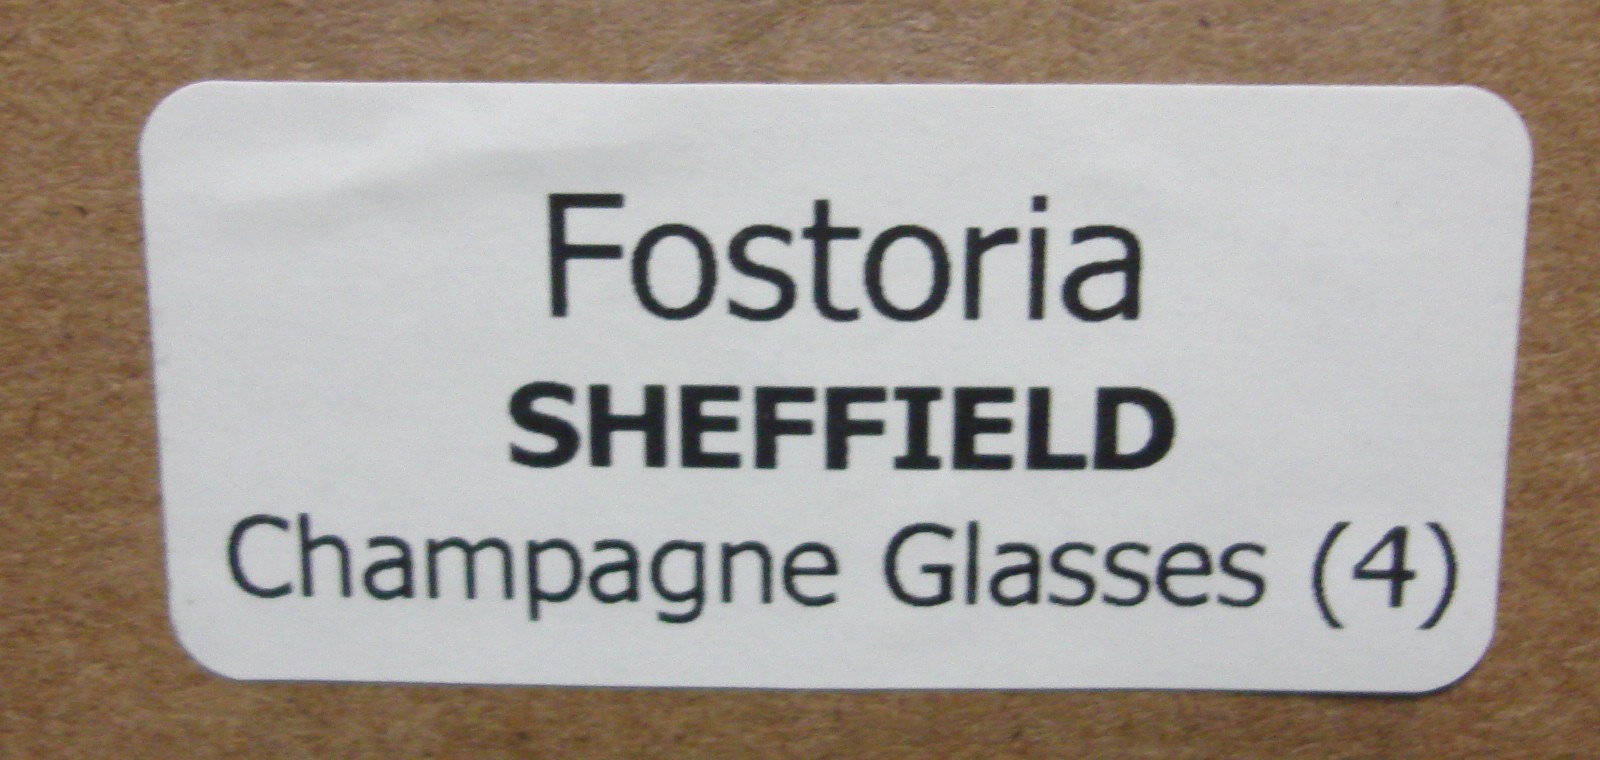 Fostoria
SHEFFIELD
Champagne Glasses (4)